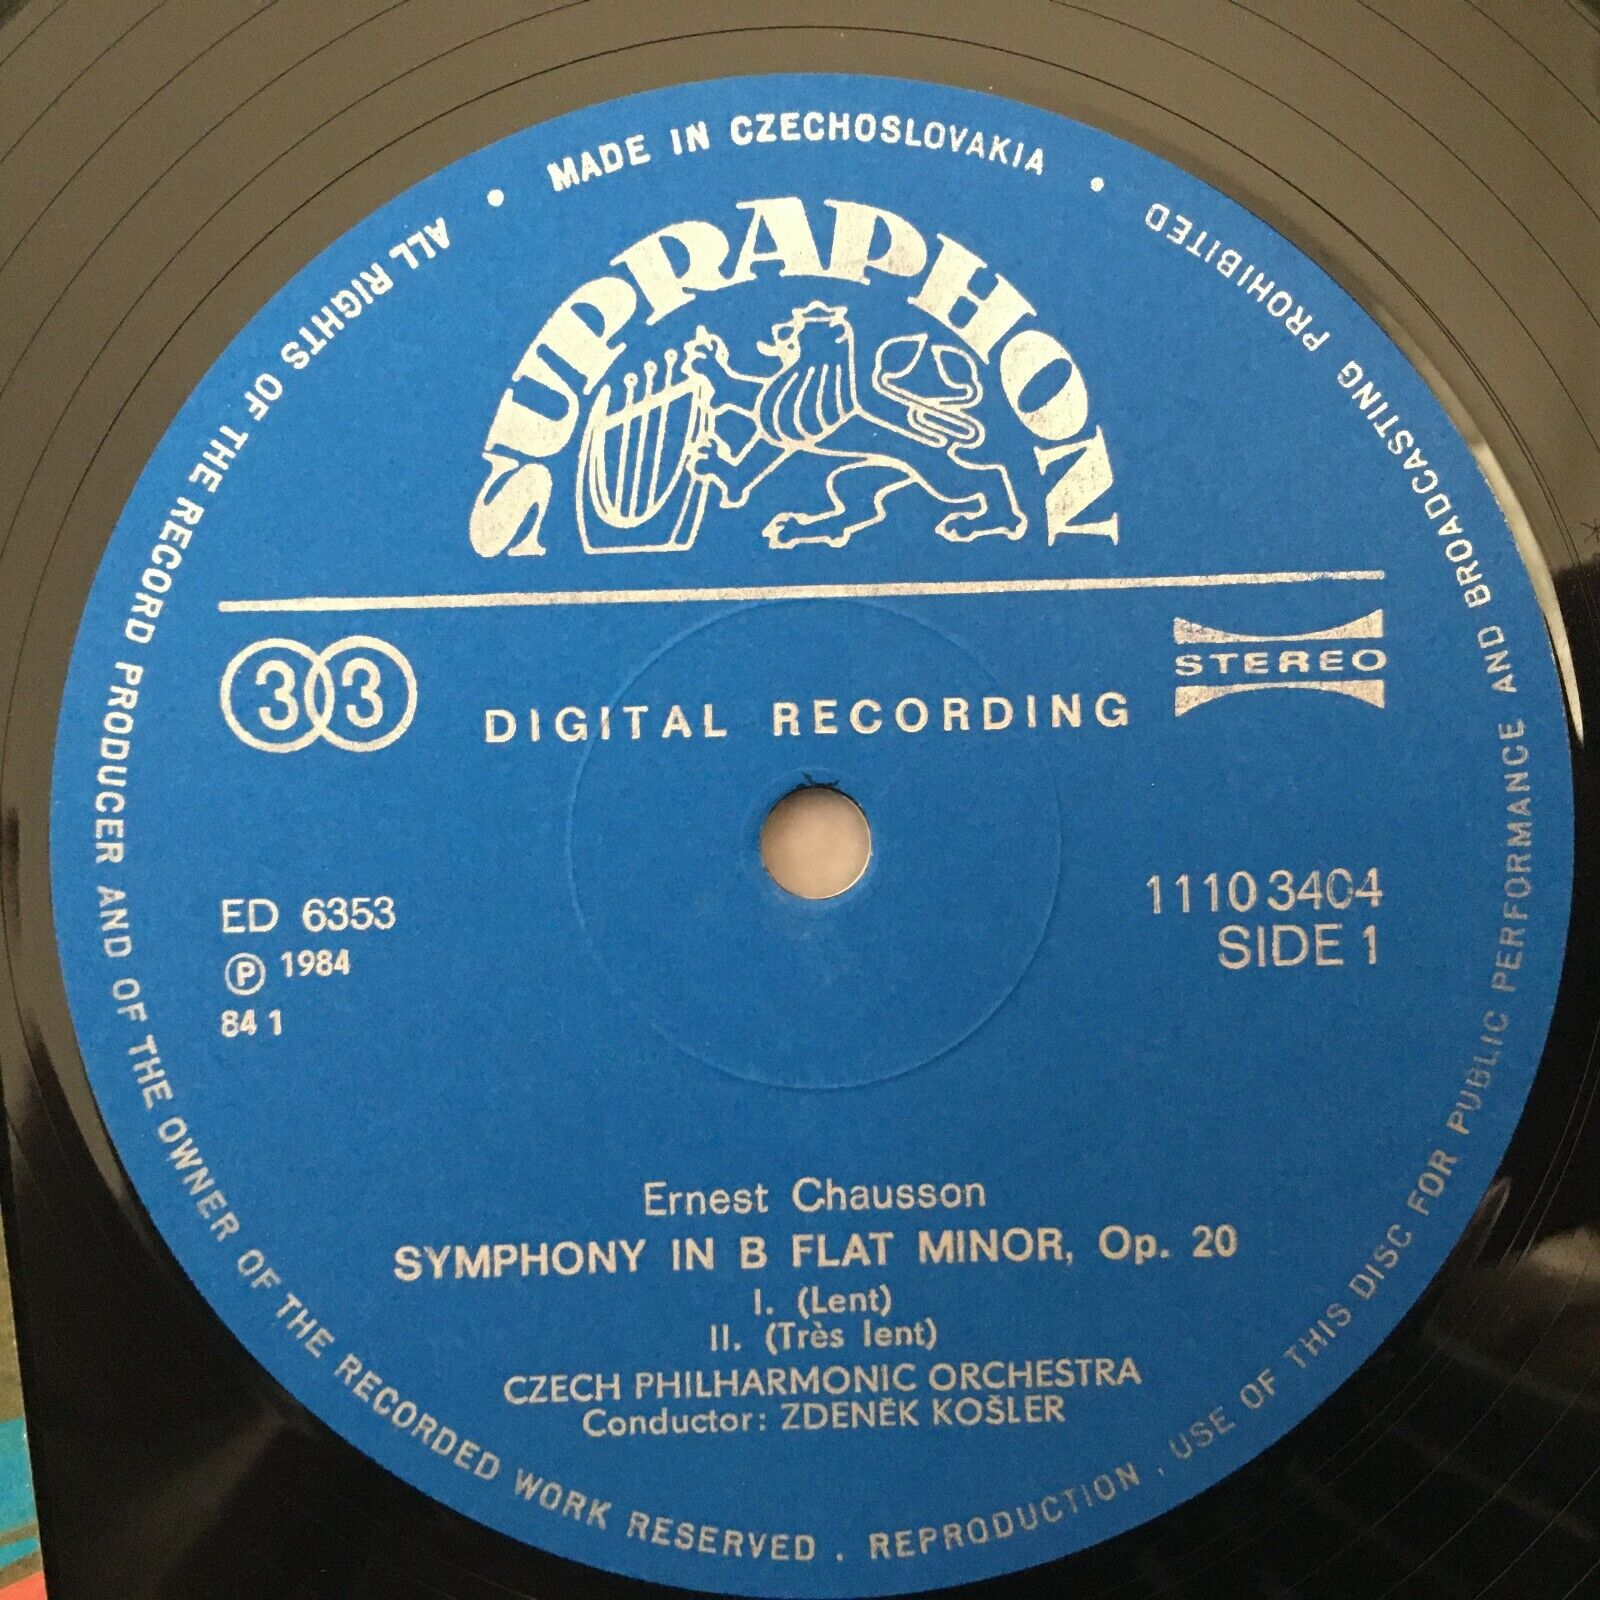 MADE IN CZECHOSLOVAKIA
SUPRAPHON
33
DIGITAL RECORDING
STEREO
ED 6353
Ⓟ 1984
84 1
1110 3404
SIDE 1
Ernest Chausson
SYMPHONY IN B FLAT MINOR, Op. 20
I. (Lent)
II. (Très lent)
CZECH PHILHARMONIC ORCHESTRA
Conductor: ZDENĚK KOŠLER
ALL RIGHTS OF THE RECORD PRODUCER AND OF THE OWNER OF THE RECORDED WORK RESERVED . REPRODUCTION , USE OF THIS DISC FOR PUBLIC PERFORMANCE AND BROADCASTING PROHIBITED